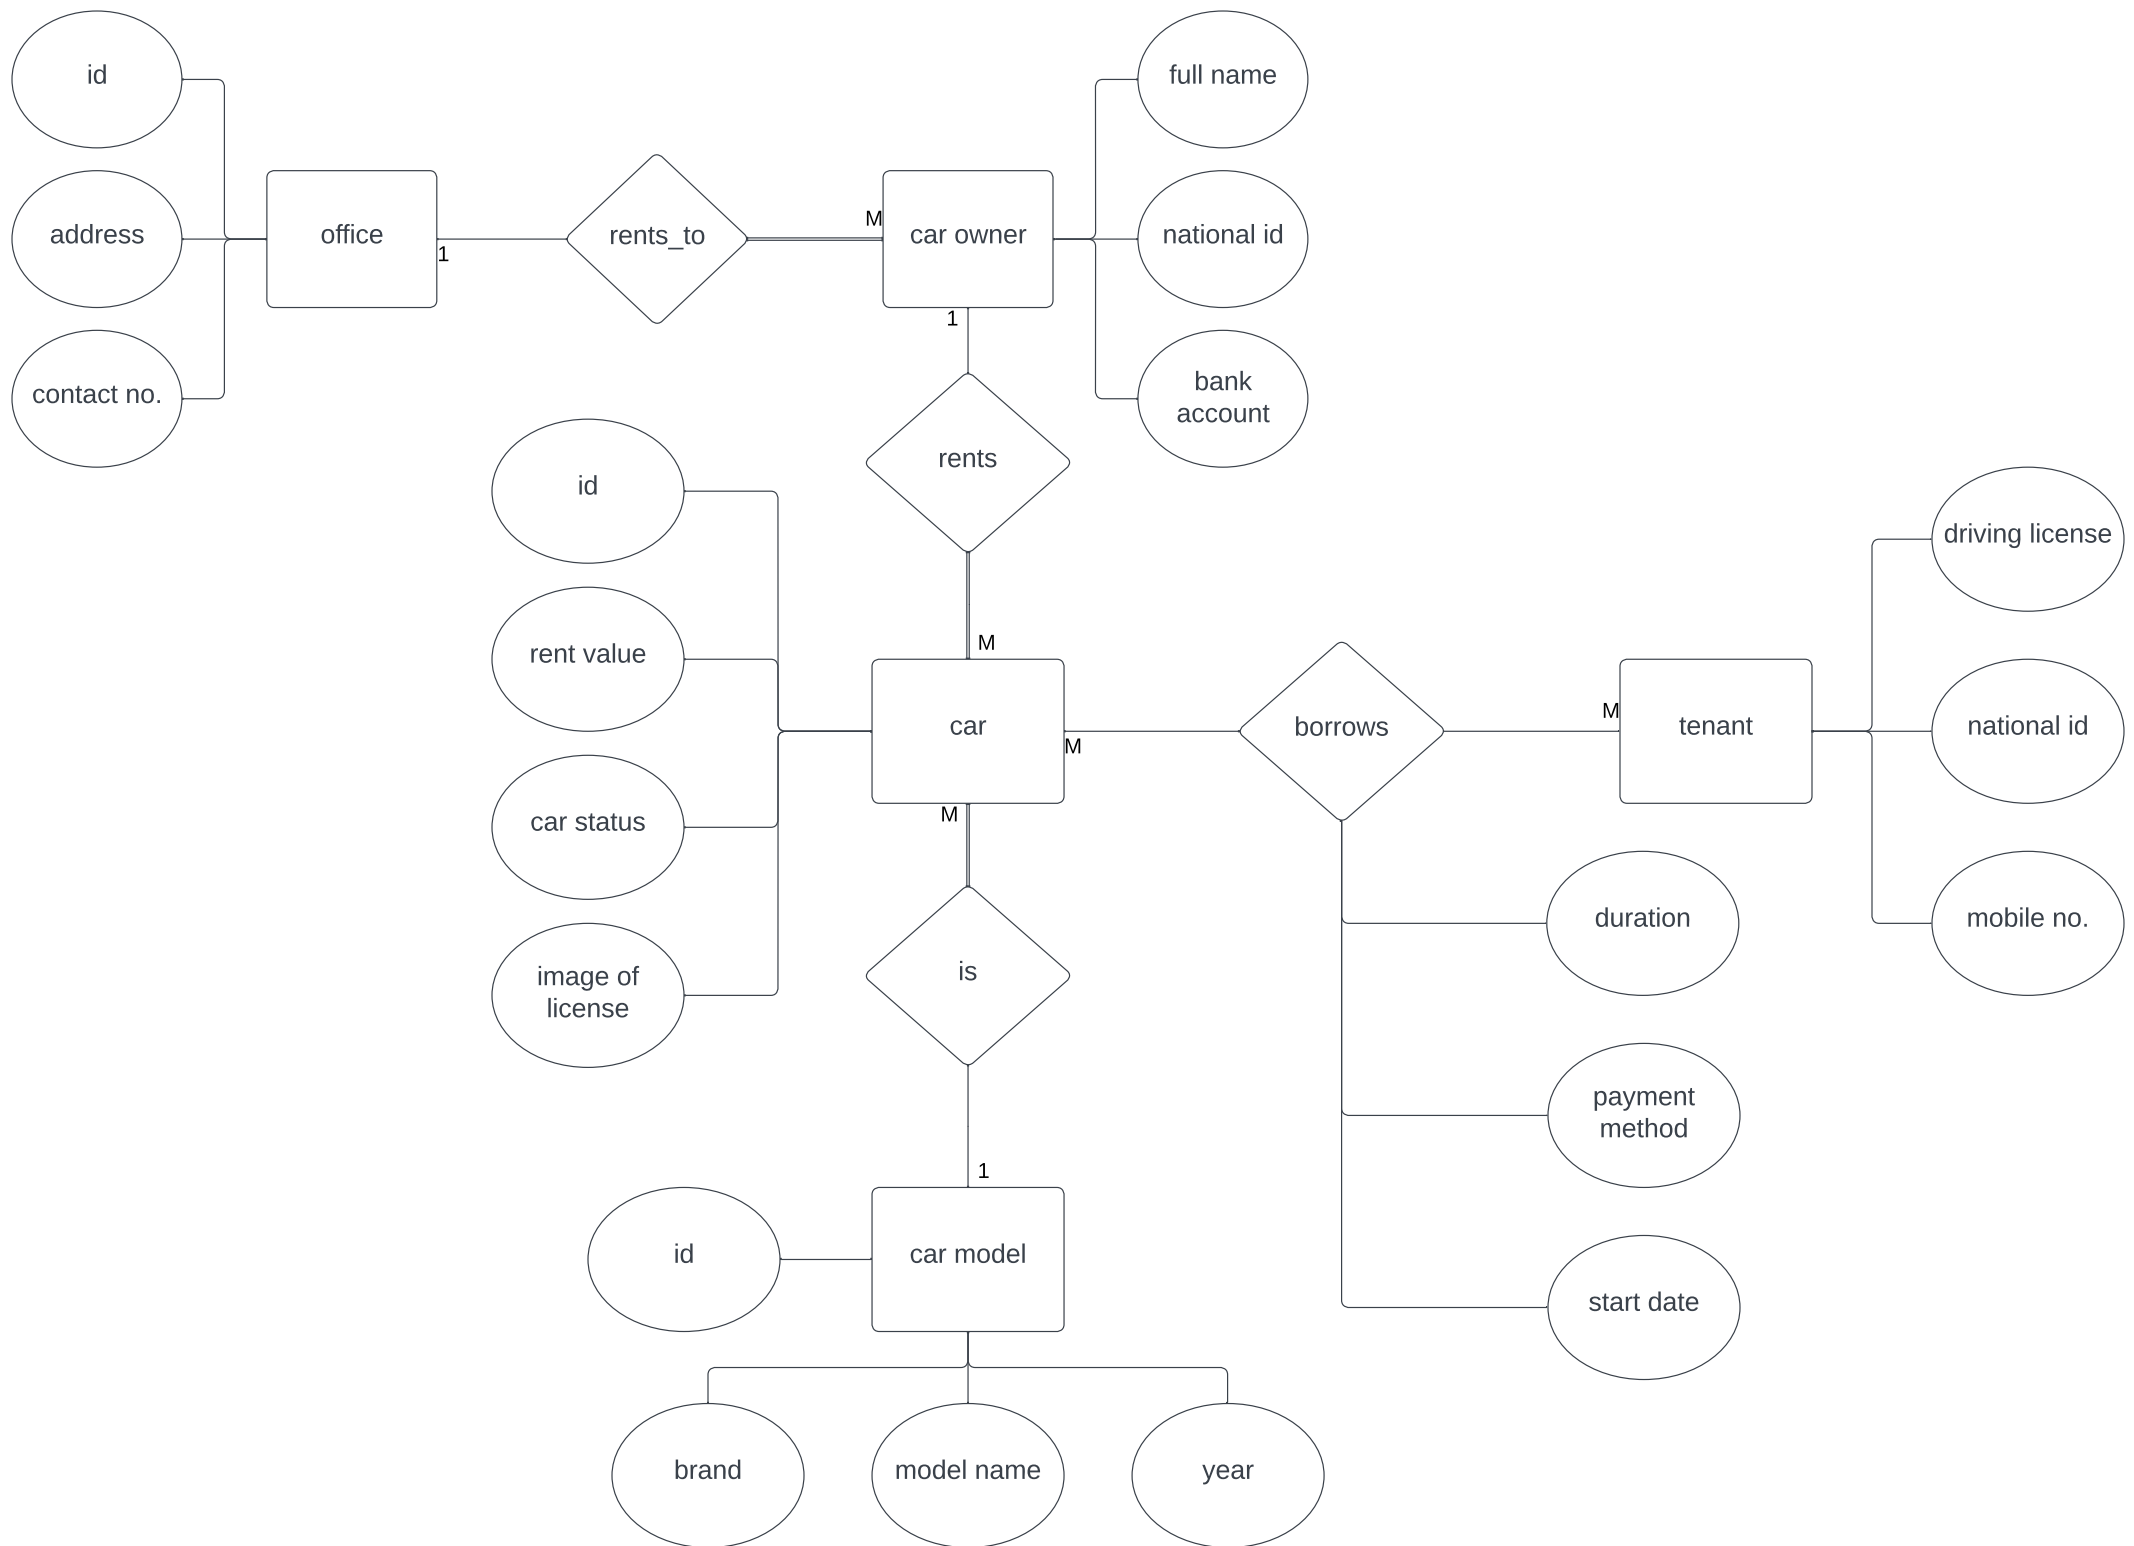 id
full name
address
office
rents_to
M
car owner
national id
1
1
contact no.
bank
account
rents
id
driving license
M
rent value
car
M
borrows
M
tenant
national id
M
car status
image of
license
is
duration
mobile no.
payment
method
1
id
car model
start date
brand
model name
year